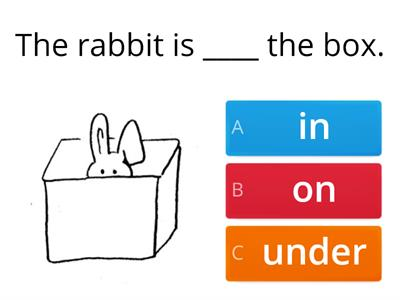 The rabbit is ____ the box.
A in
B on
C under